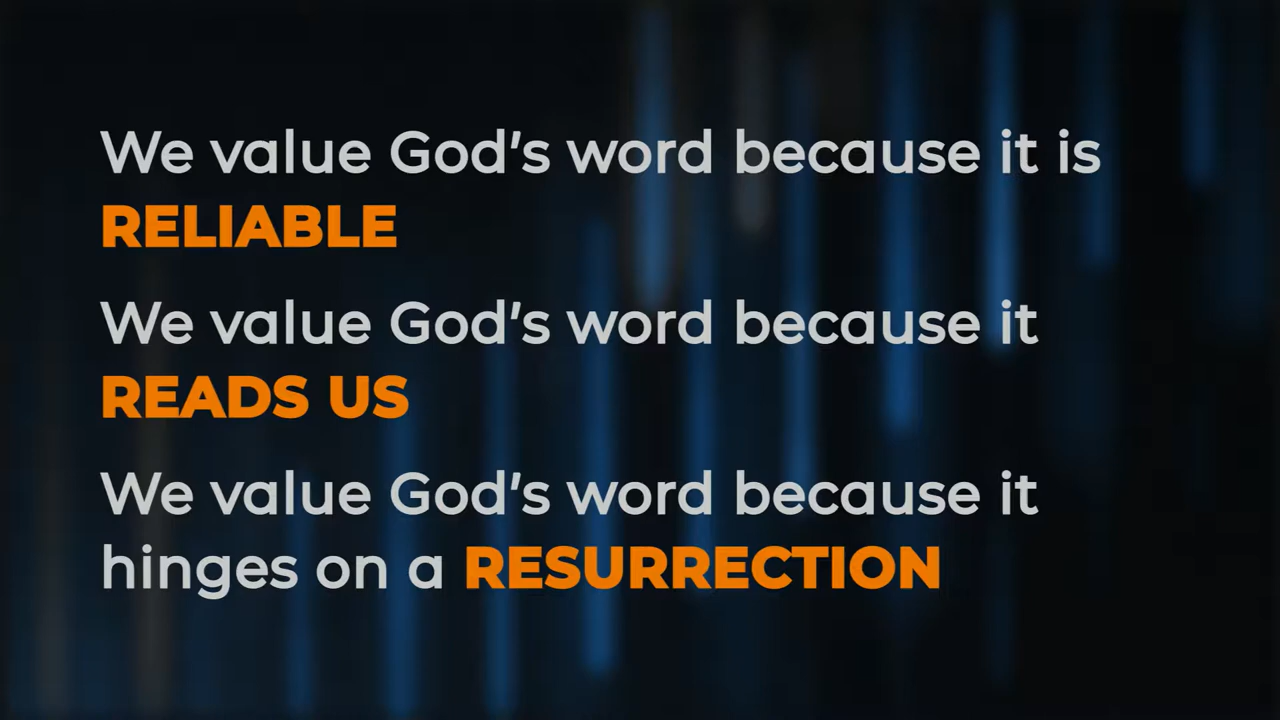 We value God's word because it is
RELIABLE
We value God's word because it
READS US
We value God's word because it
hinges on a RESURRECTION